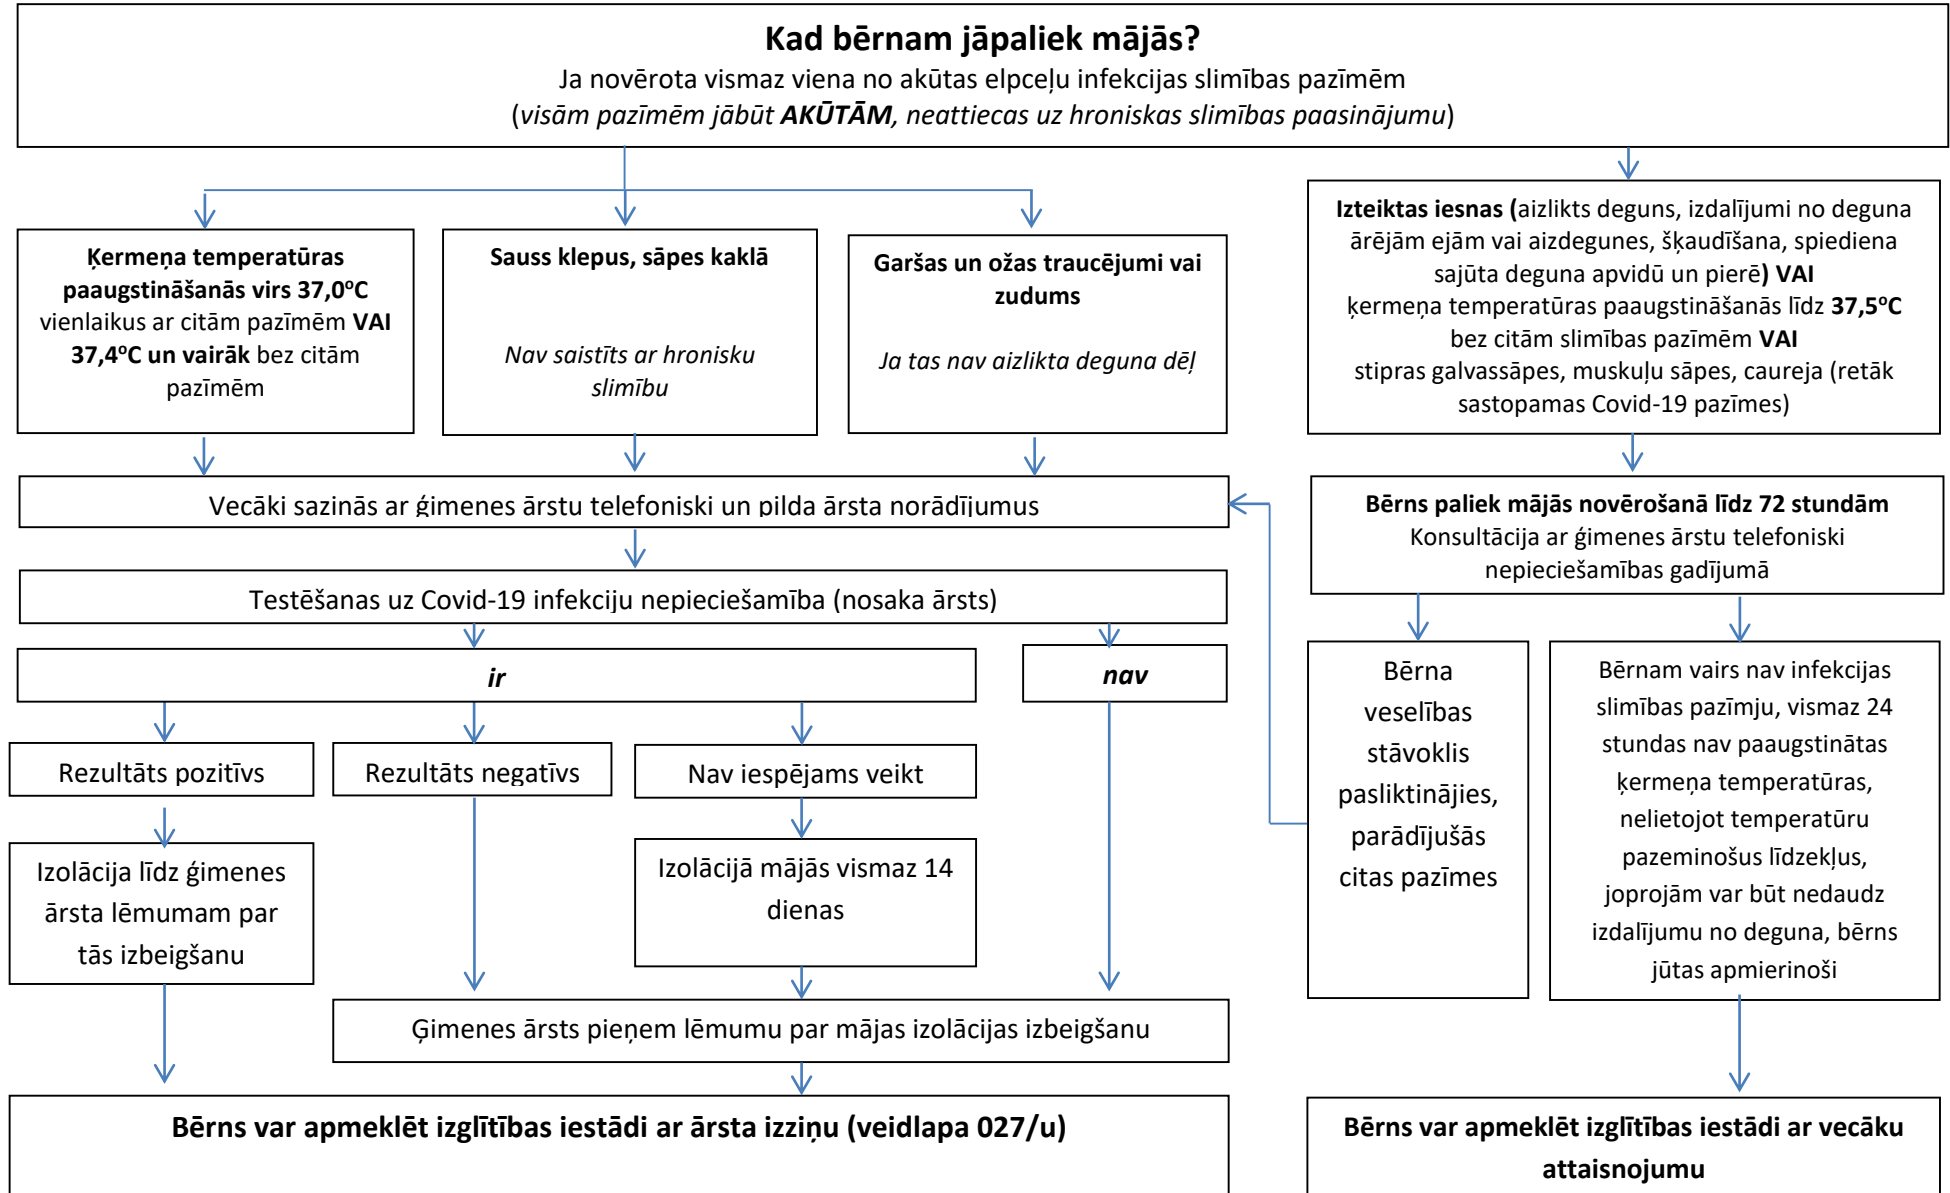 Kad bērnam jāpaliek mājās?
Ja novērota vismaz viena no akūtas elpceļu infekcijas slimības pazīmēm
(visām pazīmēm jābūt AKŪTĀM, neattiecas uz hroniskas slimības paasinājumu)
Ķermeņa temperatūras
paaugstināšanās virs 37,0°C
vienlaikus ar citām pazīmēm VAI
37,4°C un vairāk bez citām
pazīmēm
Sauss klepus, sāpes kaklā
Nav saistīts ar hronisku
slimību
Garšas un ožas traucējumi vai
zudums
Ja tas nav aizlikta deguna dēļ
Izteiktas iesnas (aizlikts deguns, izdalījumi no deguna
ārējām ejām vai aizdegunes, šķaudīšana, spiediena
sajūta deguna apvidū un pierē) VAI
ķermeņa temperatūras paaugstināšanās līdz 37,5°C
bez citām slimības pazīmēm VAI
stipras galvassāpes, muskuļu sāpes, caureja (retāk
sastopamas Covid-19 pazīmes)
Vecāki sazinās ar ģimenes ārstu telefoniski un pilda ārsta norādījumus
Bērns paliek mājās novērošanā līdz 72 stundām
Konsultācija ar ģimenes ārstu telefoniski
nepieciešamības gadījumā
Testēšanas uz Covid-19 infekciju nepieciešamība (nosaka ārsts)
ir
nav
Rezultāts pozitīvs
Rezultāts negatīvs
Nav iespējams veikt
Izolācija līdz ģimenes
ārsta lēmumam par
tās izbeigšanu
Izolācijā mājās vismaz 14
dienas
Bērna
veselības
stāvoklis
pasliktinājies,
parādījušās
citas pazīmes
Bērnam vairs nav infekcijas
slimības pazīmju, vismaz 24
stundas nav paaugstinātas
ķermeņa temperatūras,
nelietojot temperatūru
pazeminošus līdzekļus,
joprojām var būt nedaudz
izdalījumu no deguna, bērns
jūtas apmierinoši
Ģimenes ārsts pieņem lēmumu par mājas izolācijas izbeigšanu
Bērns var apmeklēt izglītības iestādi ar ārsta izziņu (veidlapa 027/u)
Bērns var apmeklēt izglītības iestādi ar vecāku
attaisnojumu